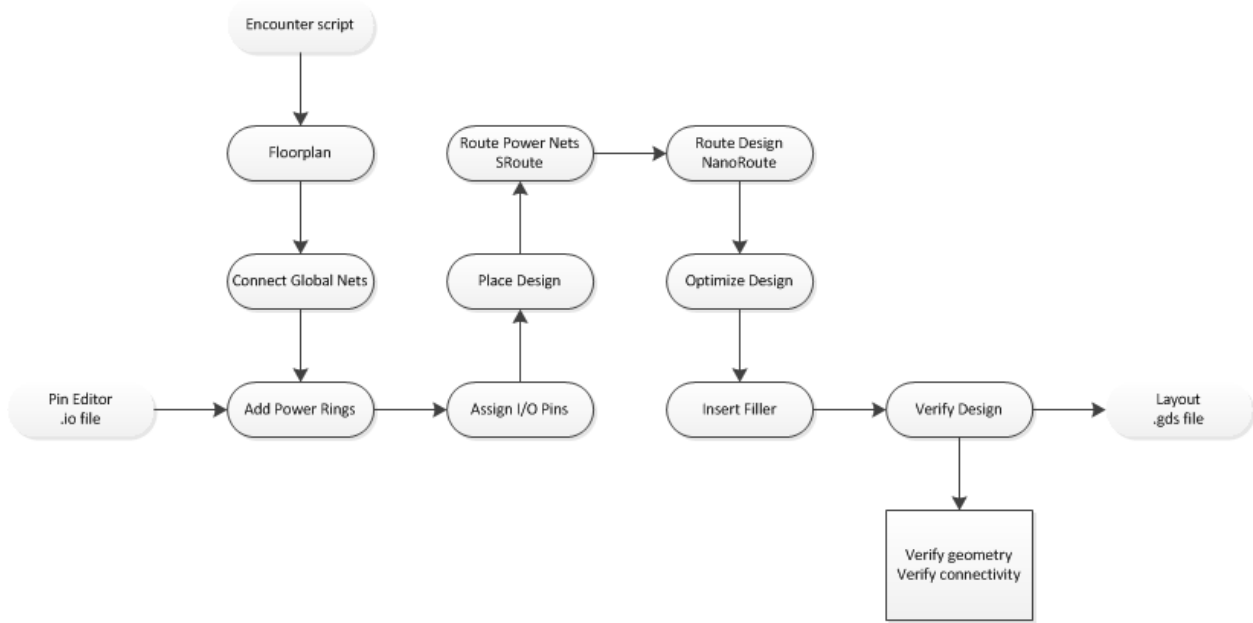 Encounter script
Floorplan
Connect Global Nets
Pin Editor
.io file
Add Power Rings
Assign I/O Pins
Place Design
Route Power Nets
SRoute
Route Design
NanoRoute
Optimize Design
Insert Filler
Verify Design
Layout
.gds file
Verify geometry
Verify connectivity